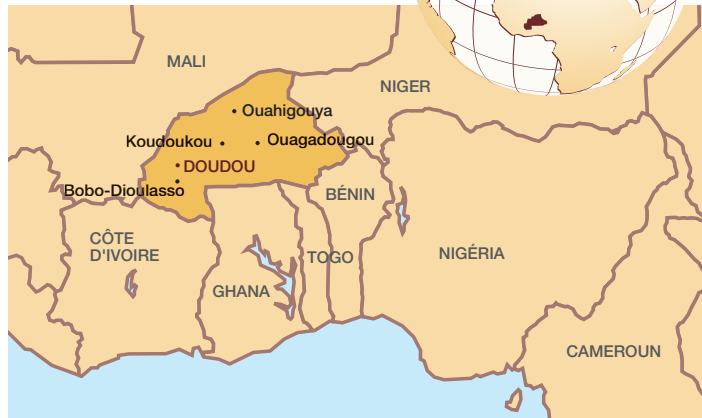 MALI
NIGER
Ouahigouya
Koudoukou
Ouagadougou
DOUDOU
Bobo-Dioulasso
BÉNIN
CÔTE
D'IVOIRE
TOGO
NIGÉRIA
GHANA
CAMEROUN